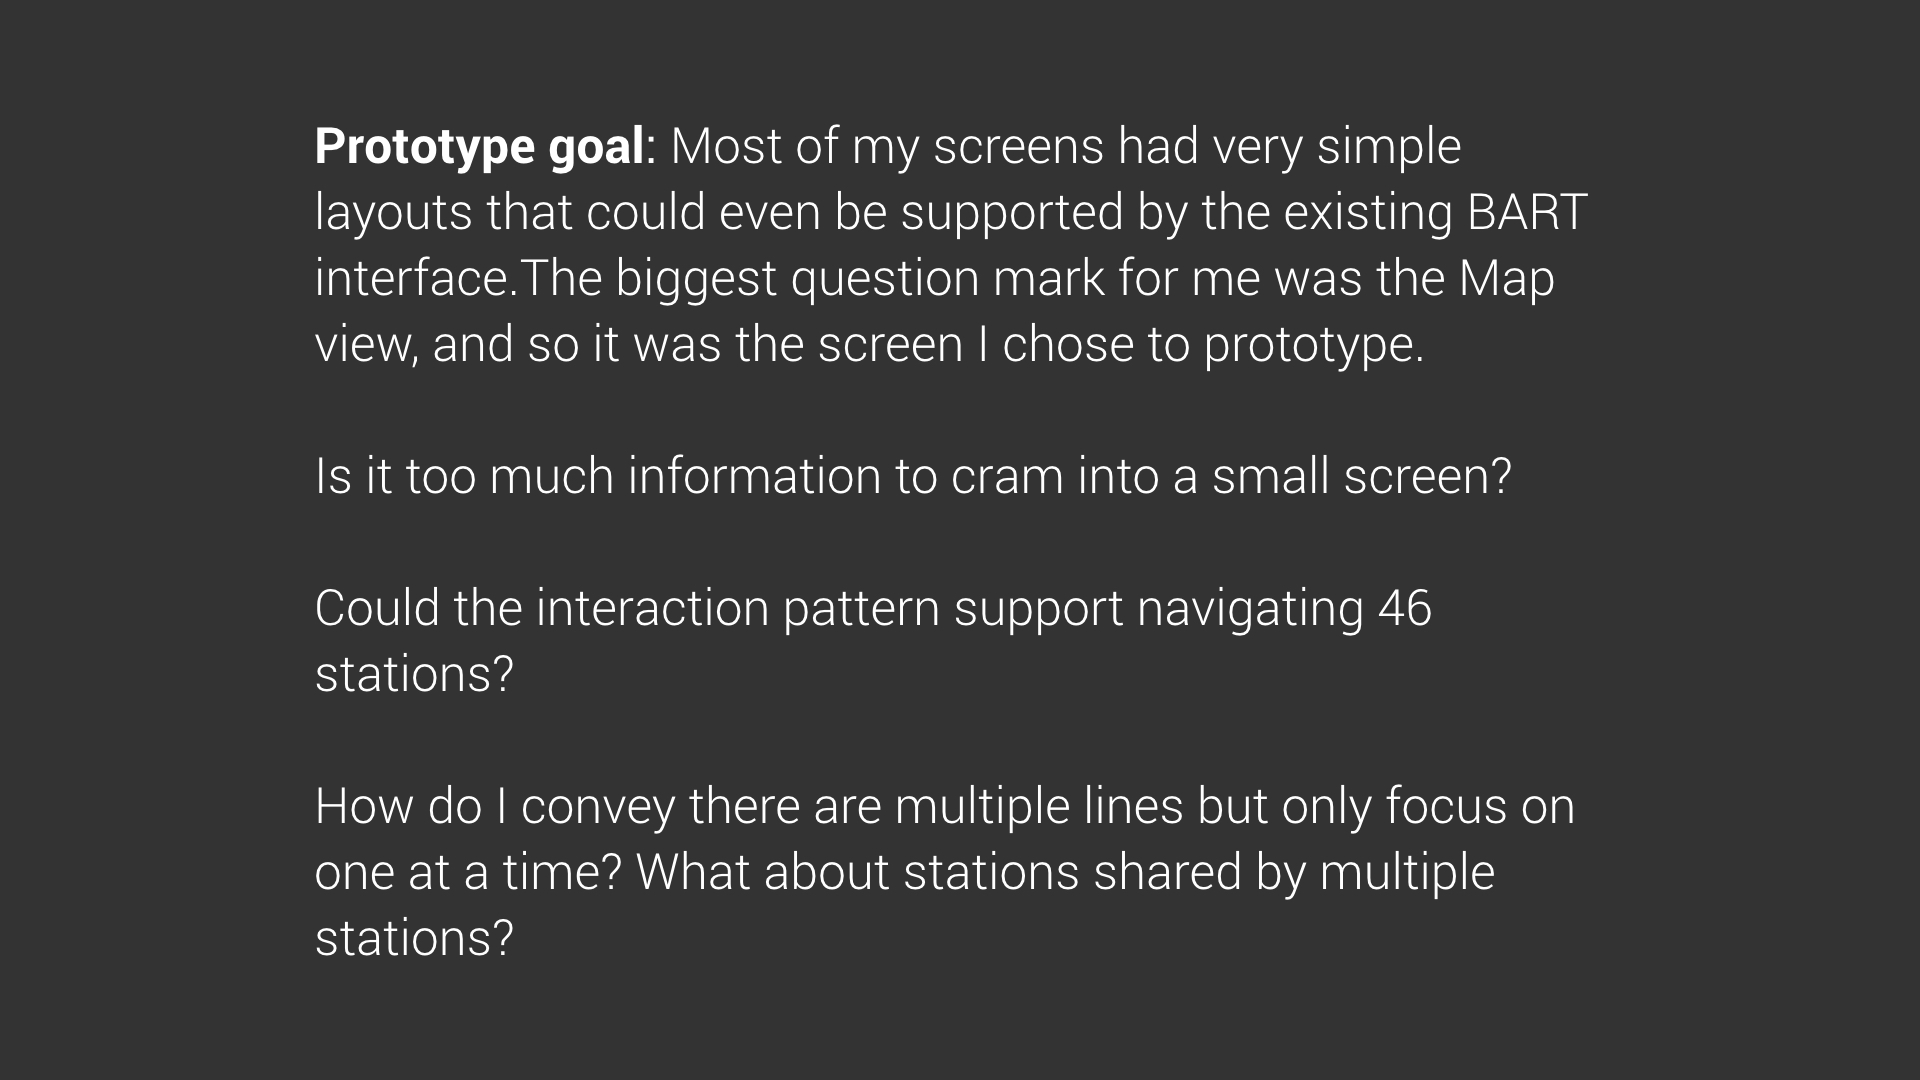 Prototype goal: Most of my screens had very simple
layouts that could even be supported by the existing BART
interface.The biggest question mark for me was the Map
view, and so it was the screen I chose to prototype.
Is it too much information to cram into a small screen?
Could the interaction pattern support navigating 46
stations?
How do I convey there are multiple lines but only focus on
one at a time? What about stations shared by multiple
stations?